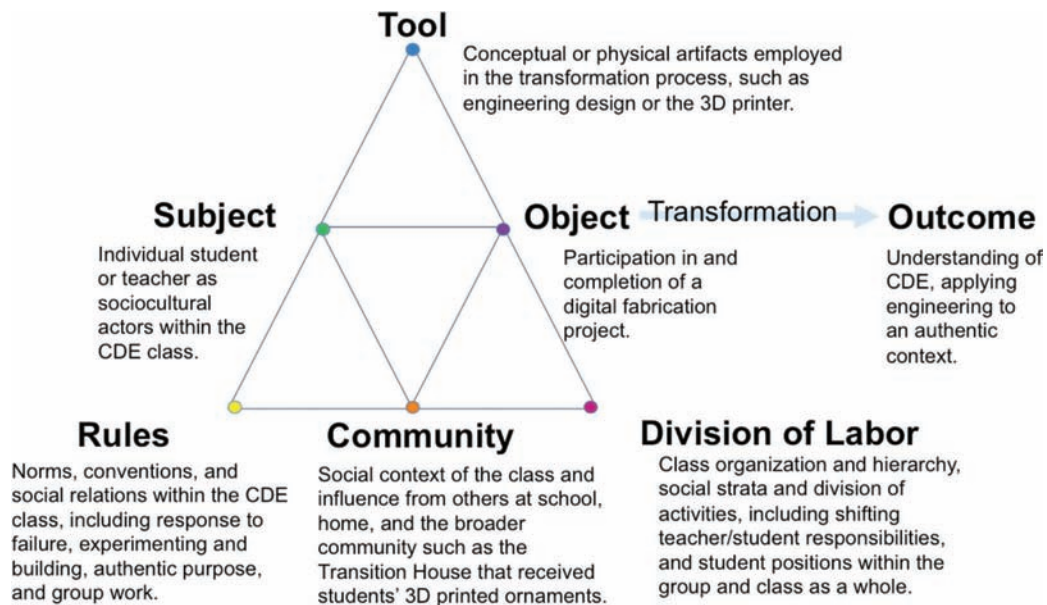 Tool
Conceptual or physical artifacts employed
in the transformation process, such as
engineering design or the 3D printer.
Subject
Individual student
or teacher as
sociocultural
actors within the
CDE class.
Object
Participation in and
completion of a
digital fabrication
project.
Transformation
Outcome
Understanding of
CDE, applying
engineering to
an authentic
context.
Rules
Norms, conventions, and
social relations within the CDE
class, including response to
failure, experimenting and
building, authentic purpose,
and group work.
Community
Social context of the class and
influence from others at school,
home, and the broader
community such as the
Transition House that received
students' 3D printed ornaments.
Division of Labor
Class organization and hierarchy,
social strata and division of
activities, including shifting
teacher/student responsibilities,
and student positions within the
group and class as a whole.